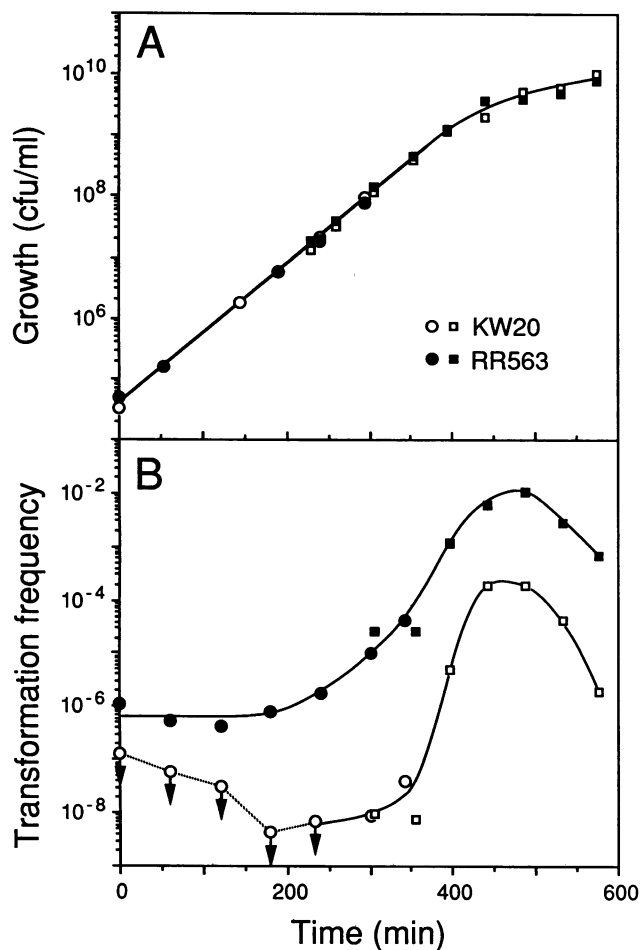 A
10^10
10^8
10^6
Growth (cfu/ml)
KW20
RR563
B
10^-2
10^-4
10^-6
10^-8
Transformation frequency
0 200 400 600
Time (min)